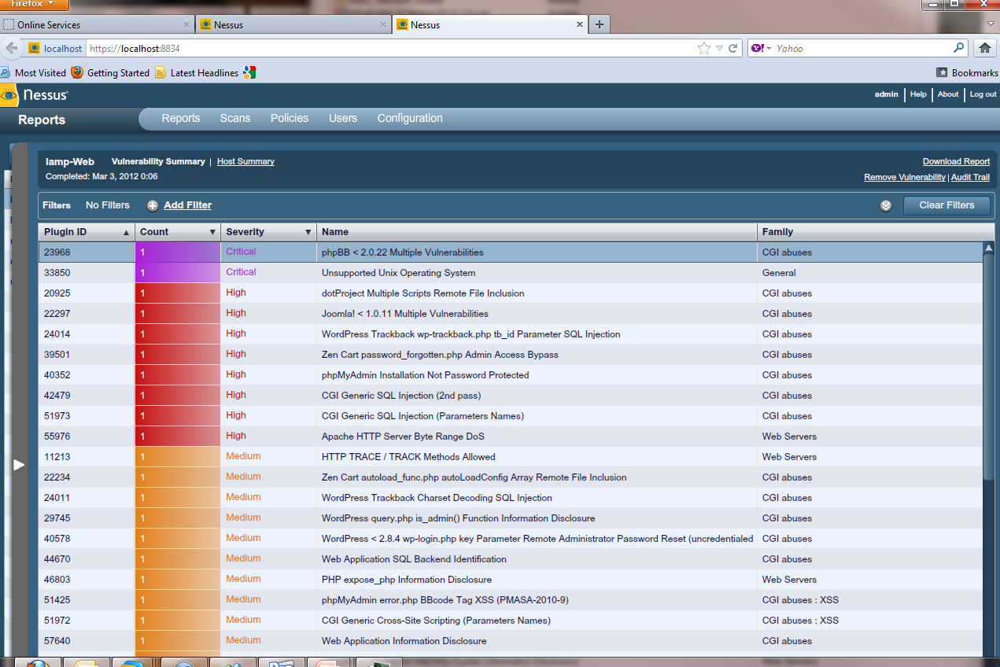 Firefox
Online Services
Nessus
Nessus
localhost https://localhost:8834
Y! Yahoo
Most Visited Getting Started Latest Headlines Bookmarks
Nessus
admin Help About Log out
Reports
Reports Scans Policies Users Configuration
lamp-Web Vulnerability Summary | Host Summary Download Report
Completed: Mar 3, 2012 0:06 Remove Vulnerability | Audit Trail
Filters No Filters Add Filter Clear Filters
Plugin ID Count Severity Name Family
23968 1 Critical phpBB < 2.0.22 Multiple Vulnerabilities CGI abuses
33850 1 Critical Unsupported Unix Operating System General
20925 1 High dotProject Multiple Scripts Remote File Inclusion CGI abuses
22297 1 High Joomla! < 1.0.11 Multiple Vulnerabilities CGI abuses
24014 1 High WordPress Trackback wp-trackback.php tb_id Parameter SQL Injection CGI abuses
39501 1 High Zen Cart password_forgotten.php Admin Access Bypass CGI abuses
40352 1 High phpMyAdmin Installation Not Password Protected CGI abuses
42479 1 High CGI Generic SQL Injection (2nd pass) CGI abuses
51973 1 High CGI Generic SQL Injection (Parameters Names) CGI abuses
55976 1 High Apache HTTP Server Byte Range DoS Web Servers
11213 1 Medium HTTP TRACE / TRACK Methods Allowed Web Servers
22234 1 Medium Zen Cart autoload_func.php autoLoadConfig Array Remote File Inclusion CGI abuses
24011 1 Medium WordPress Trackback Charset Decoding SQL Injection CGI abuses
29745 1 Medium WordPress query.php is_admin() Function Information Disclosure CGI abuses
40578 1 Medium WordPress < 2.8.4 wp-login.php key Parameter Remote Administrator Password Reset (uncredentialed CGI abuses
44670 1 Medium Web Application SQL Backend Identification CGI abuses
46803 1 Medium PHP expose_php Information Disclosure Web Servers
51425 1 Medium phpMyAdmin error.php BBcode Tag XSS (PMASA-2010-9) CGI abuses : XSS
51972 1 Medium CGI Generic Cross-Site Scripting (Parameters Names) CGI abuses : XSS
57640 1 Medium Web Application Information Disclosure CGI abuses